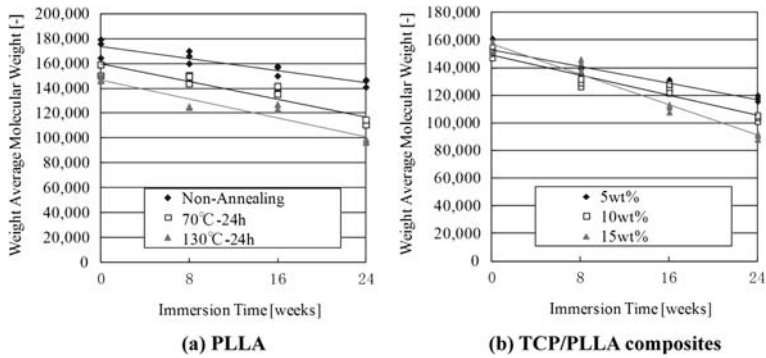 Weight Average Molecular Weight [-]
200,000
180,000
160,000
140,000
120,000
100,000
80,000
60,000
40,000
20,000
0
Non-Annealing
70℃-24h
130℃-24h
0 8 16 24
Immersion Time [weeks]
(a) PLLA
Weight Average Molecular Weight [-]
180,000
160,000
140,000
120,000
100,000
80,000
60,000
40,000
20,000
0
5wt%
10wt%
15wt%
0 8 16 24
Immersion Time [weeks]
(b) TCP/PLLA composites